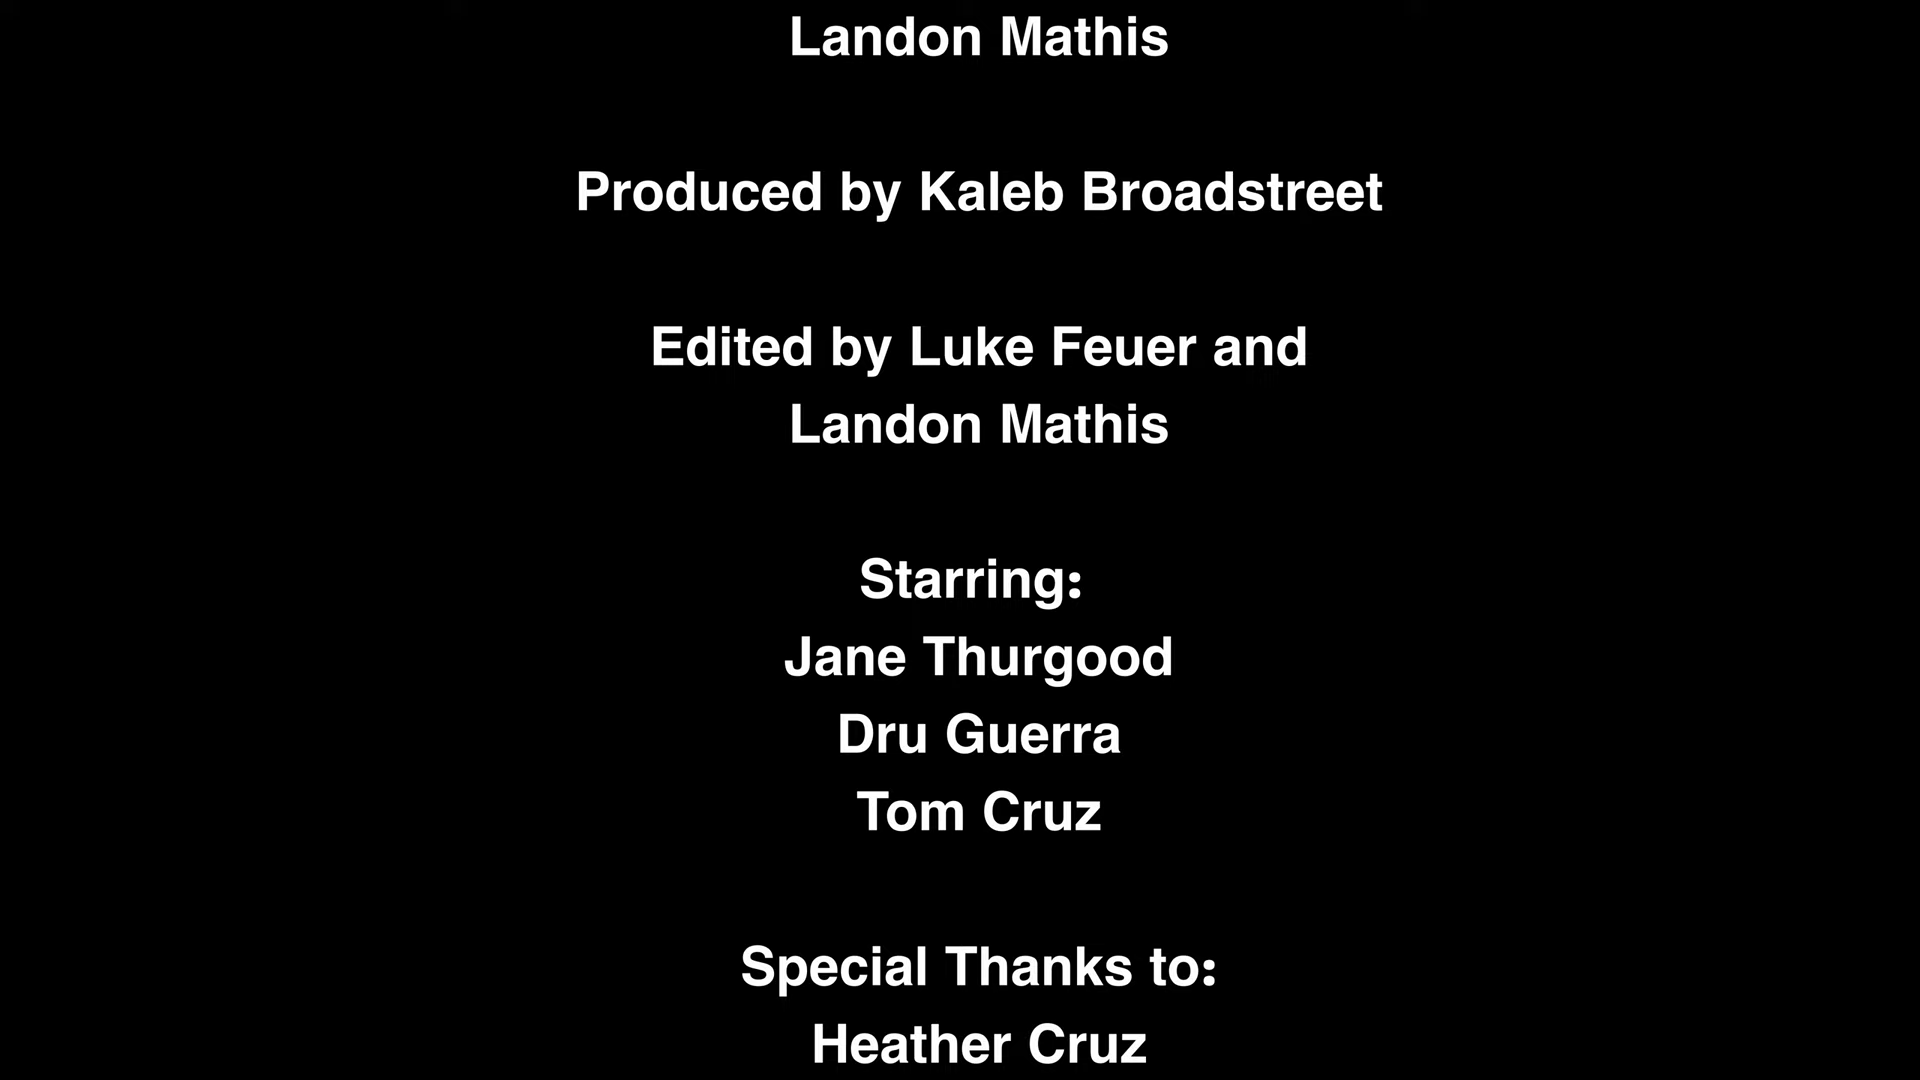 Landon Mathis
Produced by Kaleb Broadstreet
Edited by Luke Feuer and
Landon Mathis
Starring:
Jane Thurgood
Dru Guerra
Tom Cruz
Special Thanks to:
Heather Cruz